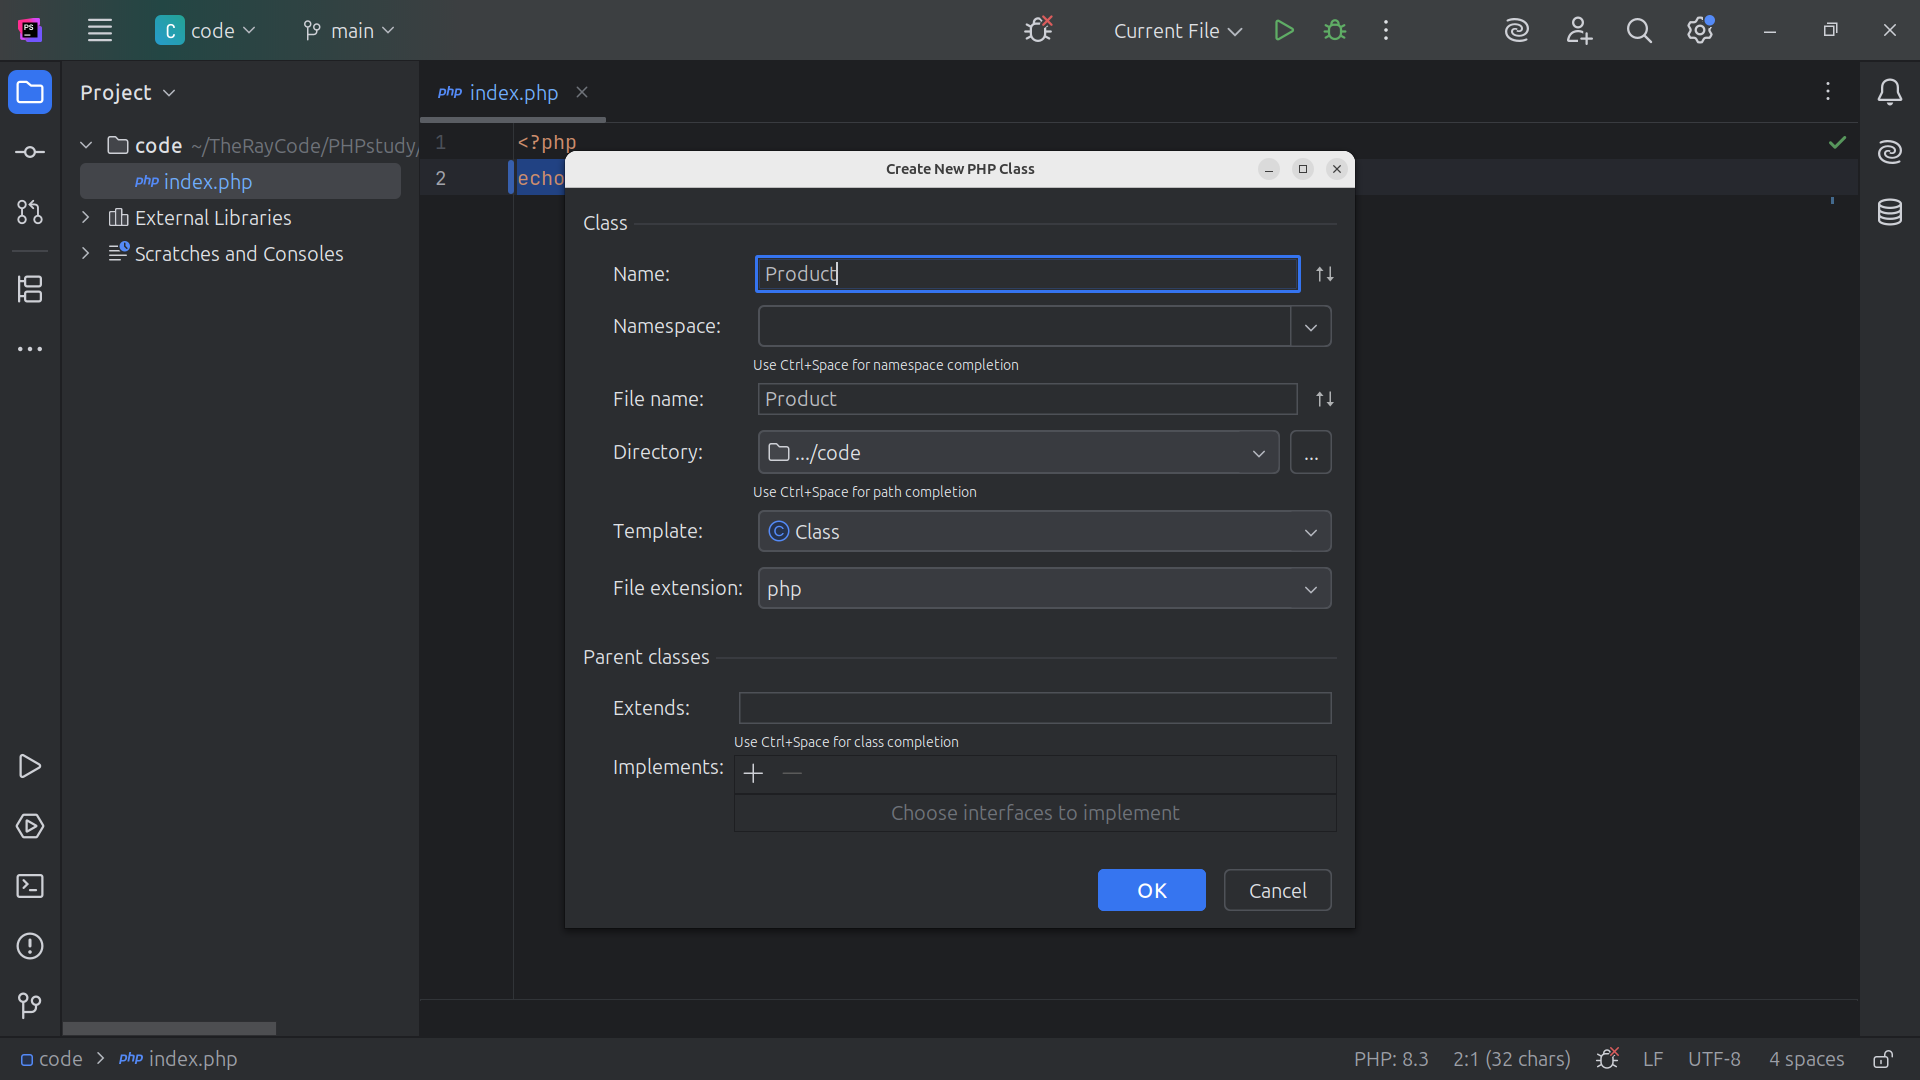 PS
C code
main
Current File
Project
php index.php
code ~/TheRayCode/PHPstudy/
php index.php
External Libraries
Scratches and Consoles
1 <?php
2 echo
Create New PHP Class
Class
Name: Product
Namespace:
Use Ctrl+Space for namespace completion
File name: Product
Directory: .../code ...
Use Ctrl+Space for path completion
Template: C Class
File extension: php
Parent classes
Extends:
Use Ctrl+Space for class completion
Implements:
Choose interfaces to implement
OK Cancel
code > php index.php
PHP: 8.3 2:1 (32 chars) LF UTF-8 4 spaces